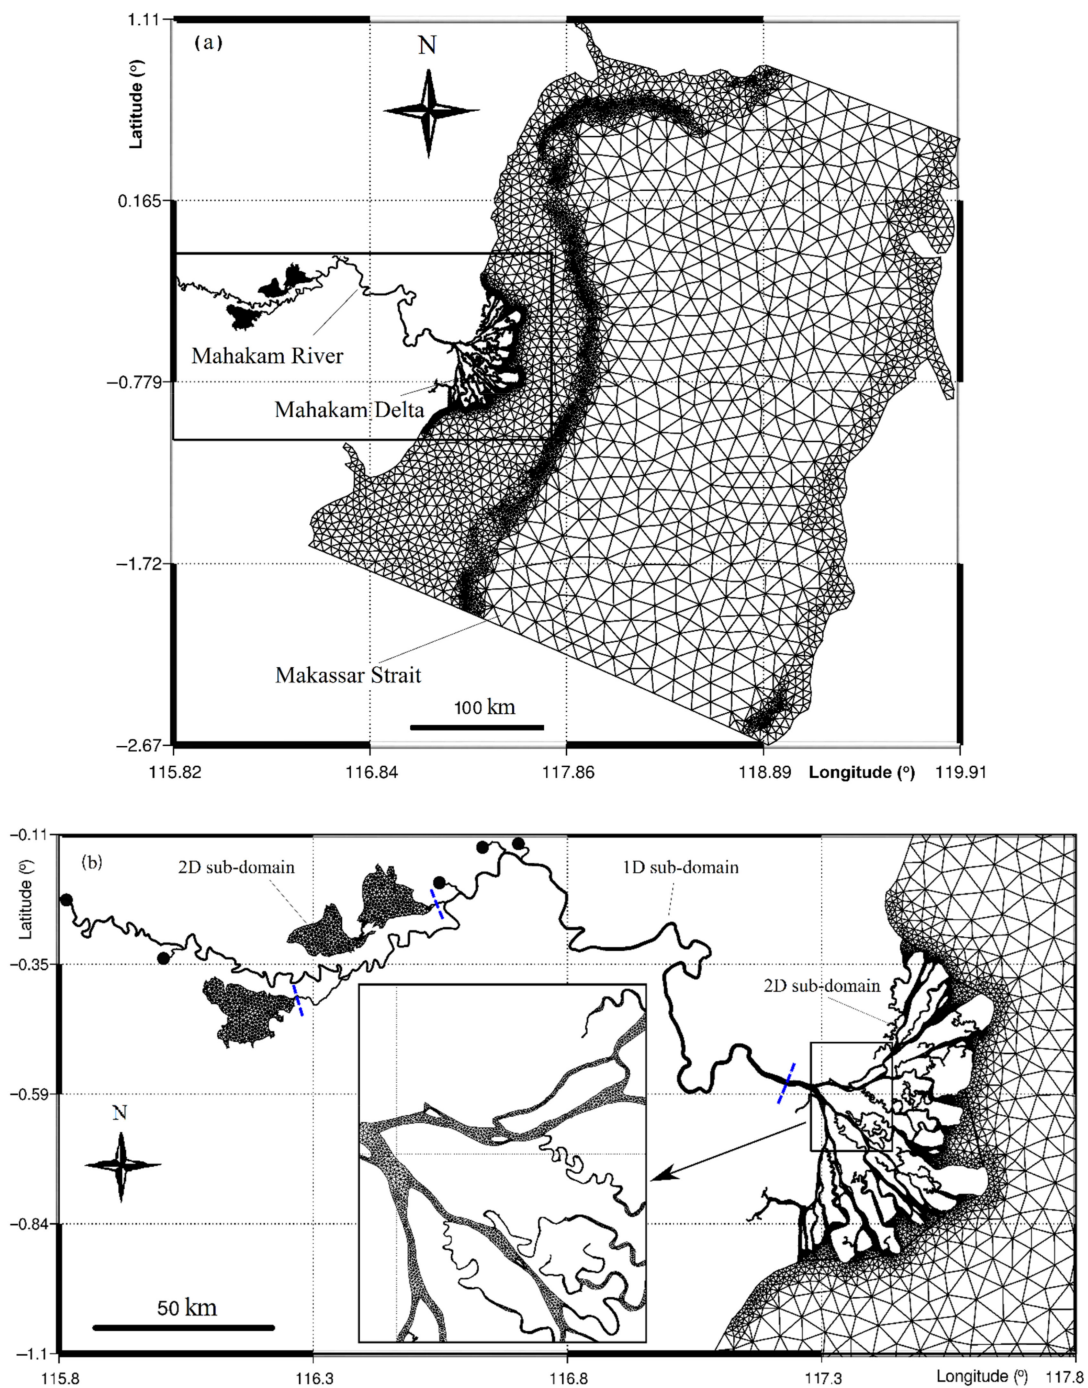 1.11
(a)
N
Latitude (º)
0.165
Mahakam River
−0.779
Mahakam Delta
−1.72
Makassar Strait
100 km
−2.67
115.82
116.84
117.86
118.89
Longitude (º)
119.91
−0.11
(b)
2D sub-domain
1D sub-domain
Latitude (º)
−0.35
2D sub-domain
−0.59
N
−0.84
50 km
−1.1
115.8
116.3
116.8
117.3
Longitude (º)
117.8